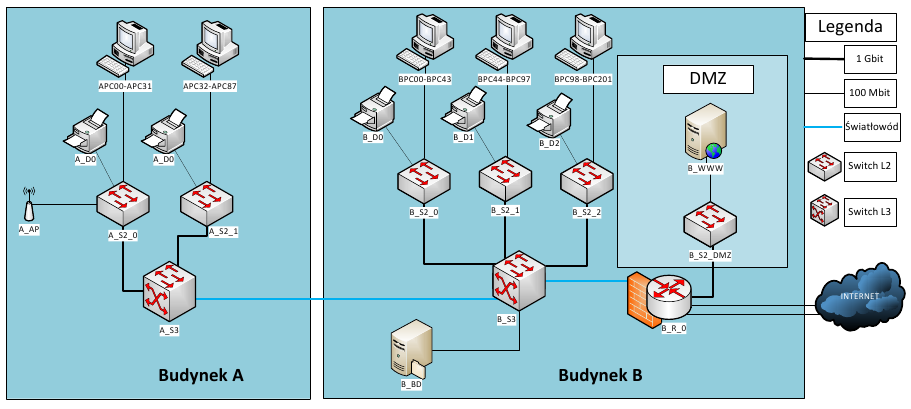 APC00-APC31
APC32-APC87
A_D0
A_D0
A_AP
A_S2_0
A_S2_1
A_S3
Budynek A
BPC00-BPC43
BPC44-BPC97
BPC98-BPC201
B_D0
B_D1
B_D2
B_S2_0
B_S2_1
B_S2_2
B_S3
B_BD
DMZ
B_WWW
B_S2_DMZ
B_R_0
Budynek B
INTERNET
Legenda
1 Gbit
100 Mbit
Światłowód
Switch L2
Switch L3